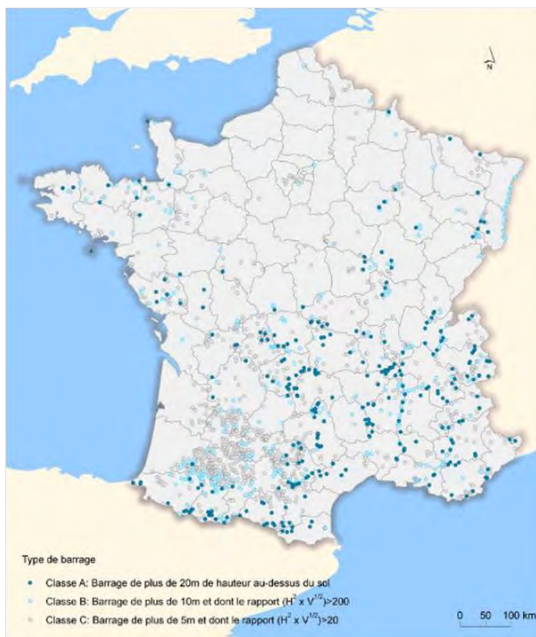 N
Type de barrage
Classe A: Barrage de plus de 20m de hauteur au-dessus du sol
Classe B: Barrage de plus de 10m et dont le rapport (H² x V^1/2)>200
Classe C: Barrage de plus de 5m et dont le rapport (H² x V^1/2)>20
0 50 100 km